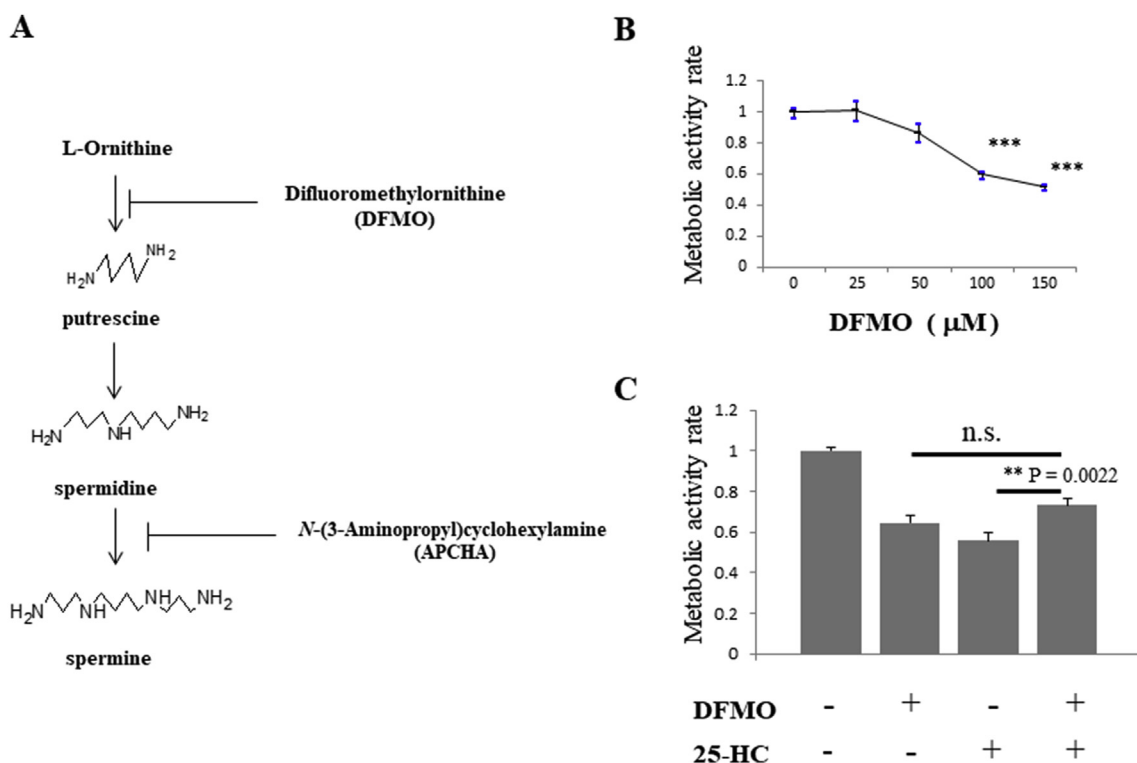 A
L-Ornithine
Difluoromethylornithine
(DFMO)
NH2
H2N
putrescine
NH2
H2N
NH
spermidine
N-(3-Aminopropyl)cyclohexylamine
(APCHA)
NH
NH2
H2N
NH
spermine
B
Metabolic activity rate
1.2
1
0.8
0.6
0.4
0.2
0
***
***
0 25 50 100 150
DFMO ( µM)
C
Metabolic activity rate
1.2
1
0.8
0.6
0.4
0.2
0
n.s.
** P = 0.0022
DFMO - + - +
25-HC - - + +